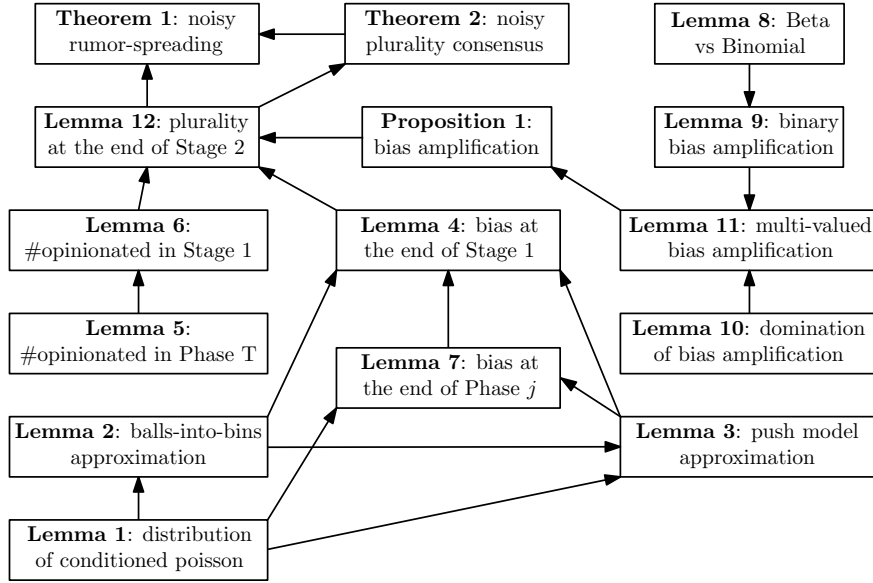 Theorem 1: noisy
rumor-spreading
Theorem 2: noisy
plurality consensus
Lemma 8: Beta
vs Binomial
Lemma 12: plurality
at the end of Stage 2
Proposition 1:
bias amplification
Lemma 9: binary
bias amplification
Lemma 6:
#opinionated in Stage 1
Lemma 4: bias at
the end of Stage 1
Lemma 11: multi-valued
bias amplification
Lemma 5:
#opinionated in Phase T
Lemma 7: bias at
the end of Phase j
Lemma 10: domination
of bias amplification
Lemma 2: balls-into-bins
approximation
Lemma 3: push model
approximation
Lemma 1: distribution
of conditioned poisson